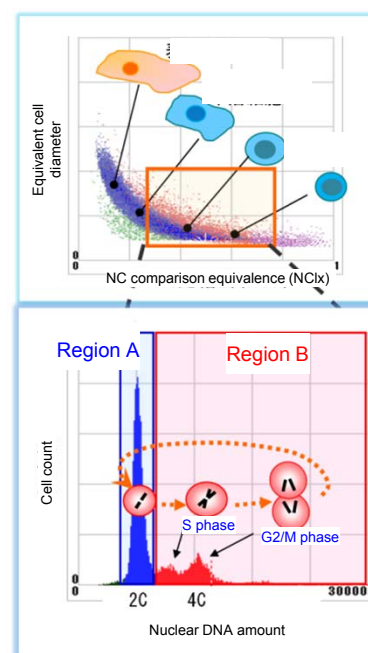 Equivalent cell
diameter
0
0
1
NC comparison equivalence (NCIx)
Region A
Region B
Cell count
S phase
G2/M phase
0
2C
4C
30000
Nuclear DNA amount